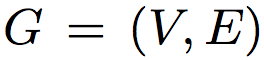 G = (V, E)